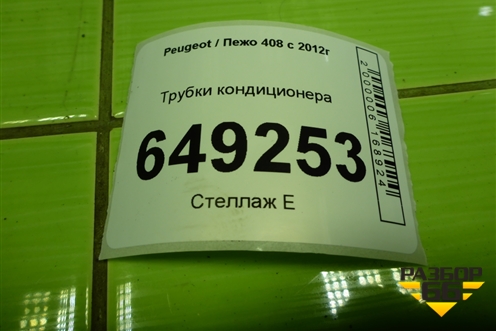 Peugeot / Пежо 408 с 2012г
Трубки кондиционера
649253
Стеллаж Е
2000006168924
РАЗБОР